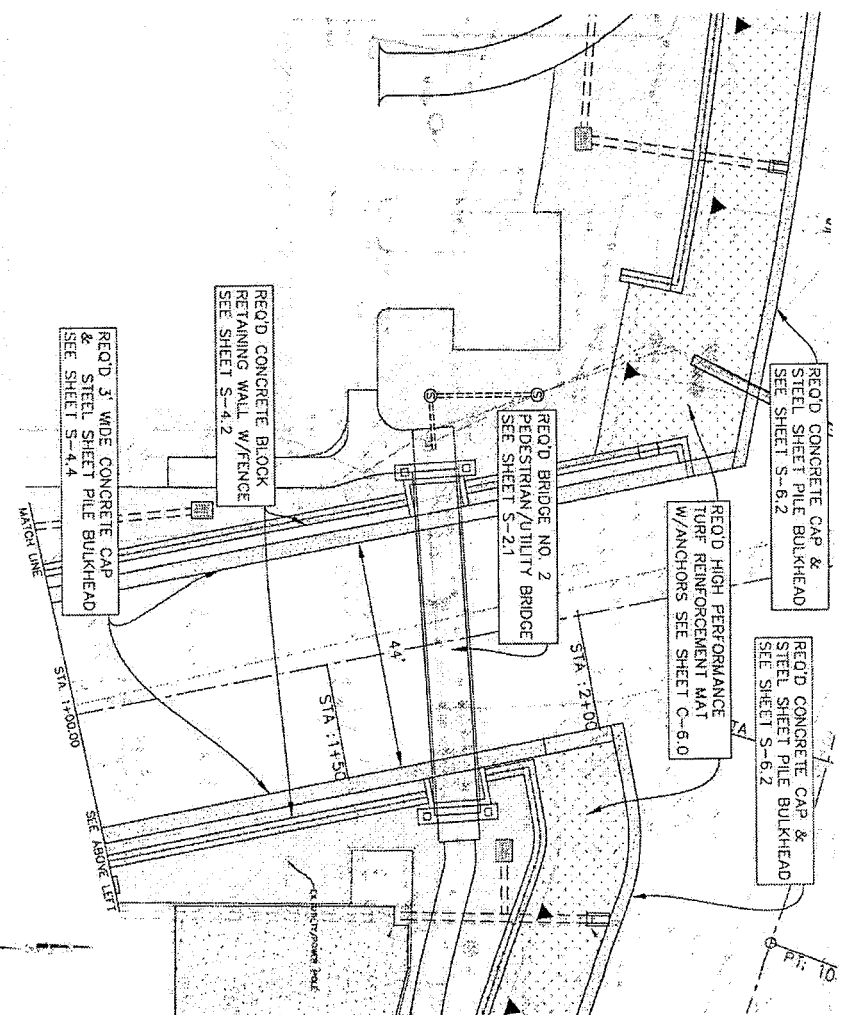 REQ'D CONCRETE CAP &
STEEL SHEET PILE BULKHEAD
SEE SHEET S-6.2
REQ'D CONCRETE CAP &
STEEL SHEET PILE BULKHEAD
SEE SHEET S-6.2
REQ'D HIGH PERFORMANCE
TURF REINFORCEMENT MAT
W/ANCHORS SEE SHEET C-6.0
REQ'D BRIDGE NO. 2
PEDESTRIAN/UTILITY BRIDGE
SEE SHEET S-2.1
REQ'D CONCRETE BLOCK
RETAINING WALL W/FENCE
SEE SHEET S-4.2
REQ'D 3' WIDE CONCRETE CAP
& STEEL SHEET PILE BULKHEAD
SEE SHEET S-4.4
S
S
44'
STA :2+00
STA :1+50
STA 1+00.00
MATCH LINE
SEE ABOVE LEFT
TA
PI: 10